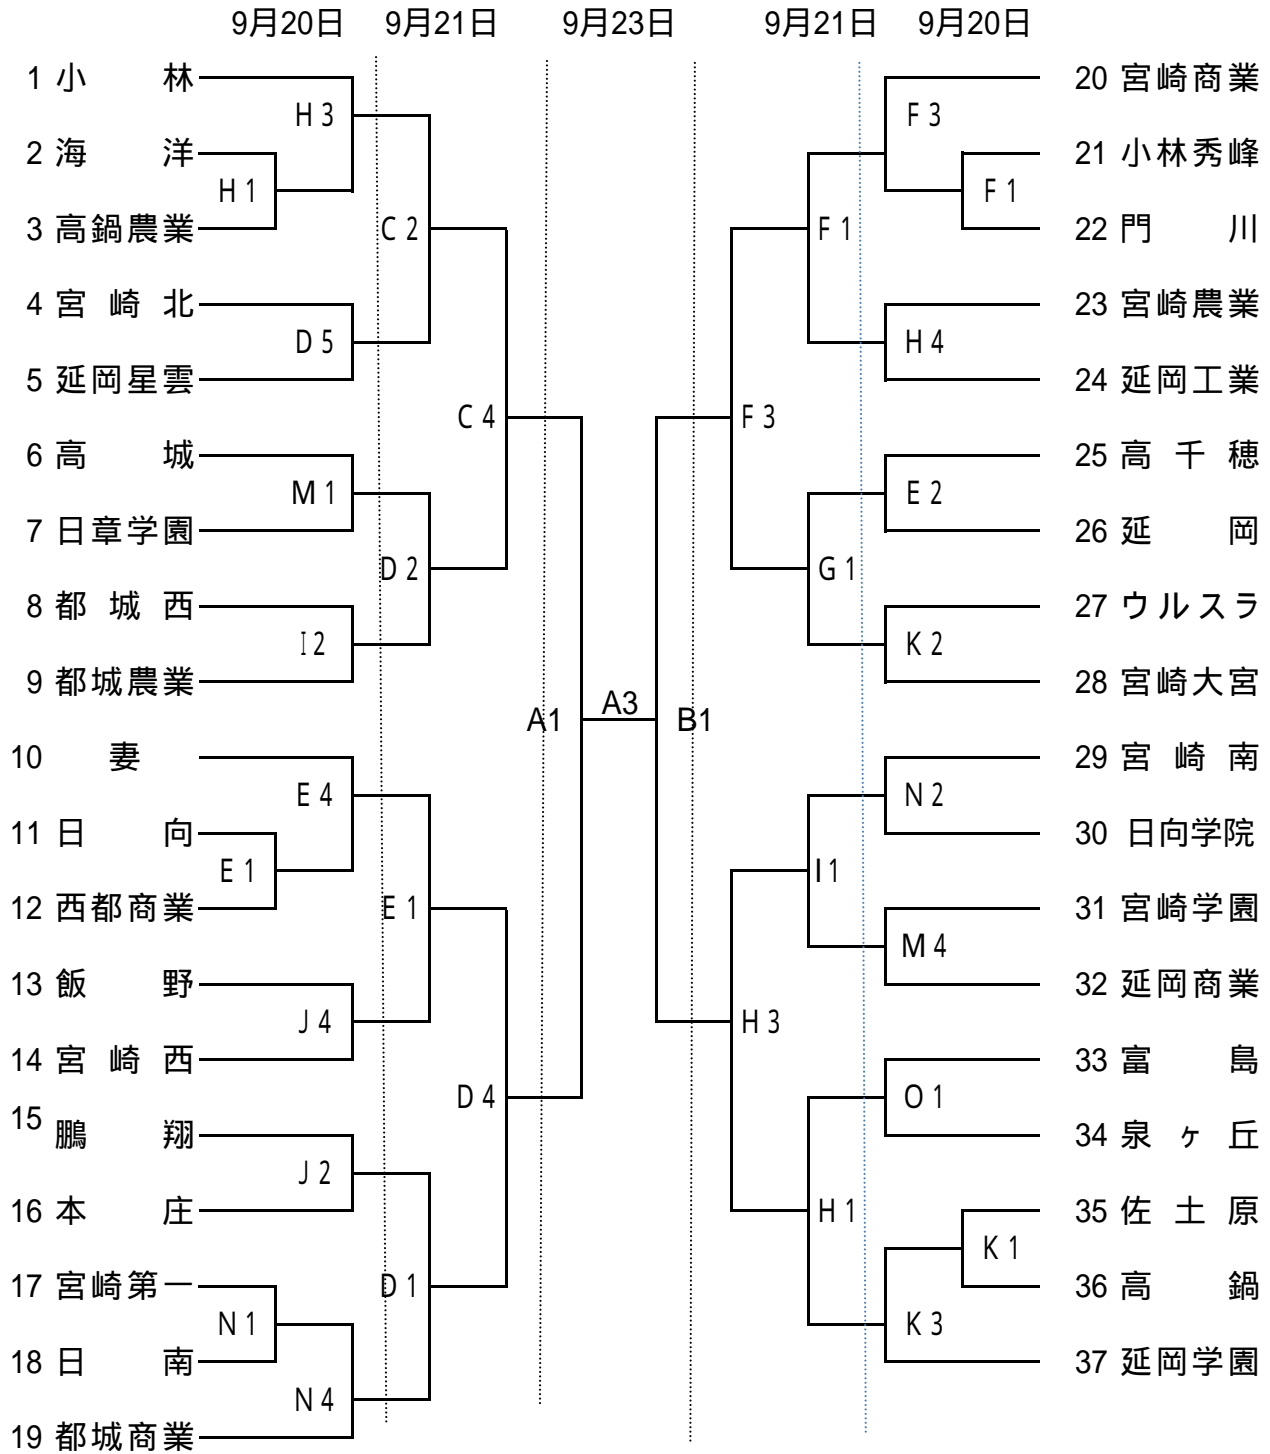 9月20日 9月21日 9月23日 9月21日 9月20日
1 小 林 20 宮崎商業
H 3 F 3
2 海 洋 21 小林秀峰
H 1 F 1
3 高鍋農業 C 2 F 1 22 門 川
4 宮 崎 北 23 宮崎農業
D 5 H 4
5 延岡星雲 24 延岡工業
C 4 F 3
6 高 城 25 高 千 穂
M 1 E 2
7 日章学園 26 延 岡
D 2 G 1
8 都 城 西 27 ウルスラ
I 2 K 2
9 都城農業 28 宮崎大宮
A1 A3 B1
10 妻 29 宮 崎 南
E 4 N 2
11 日 向 30 日向学院
E 1 I 1
12 西都商業 E 1 31 宮崎学園
M 4
13 飯 野 32 延岡商業
J 4 H 3
14 宮 崎 西 33 富 島
D 4 O 1
15 鵬 翔 34 泉 ヶ 丘
J 2
16 本 庄 H 1 35 佐 土 原
K 1
17 宮崎第一 D 1 36 高 鍋
N 1 K 3
18 日 南 37 延岡学園
N 4
19 都城商業